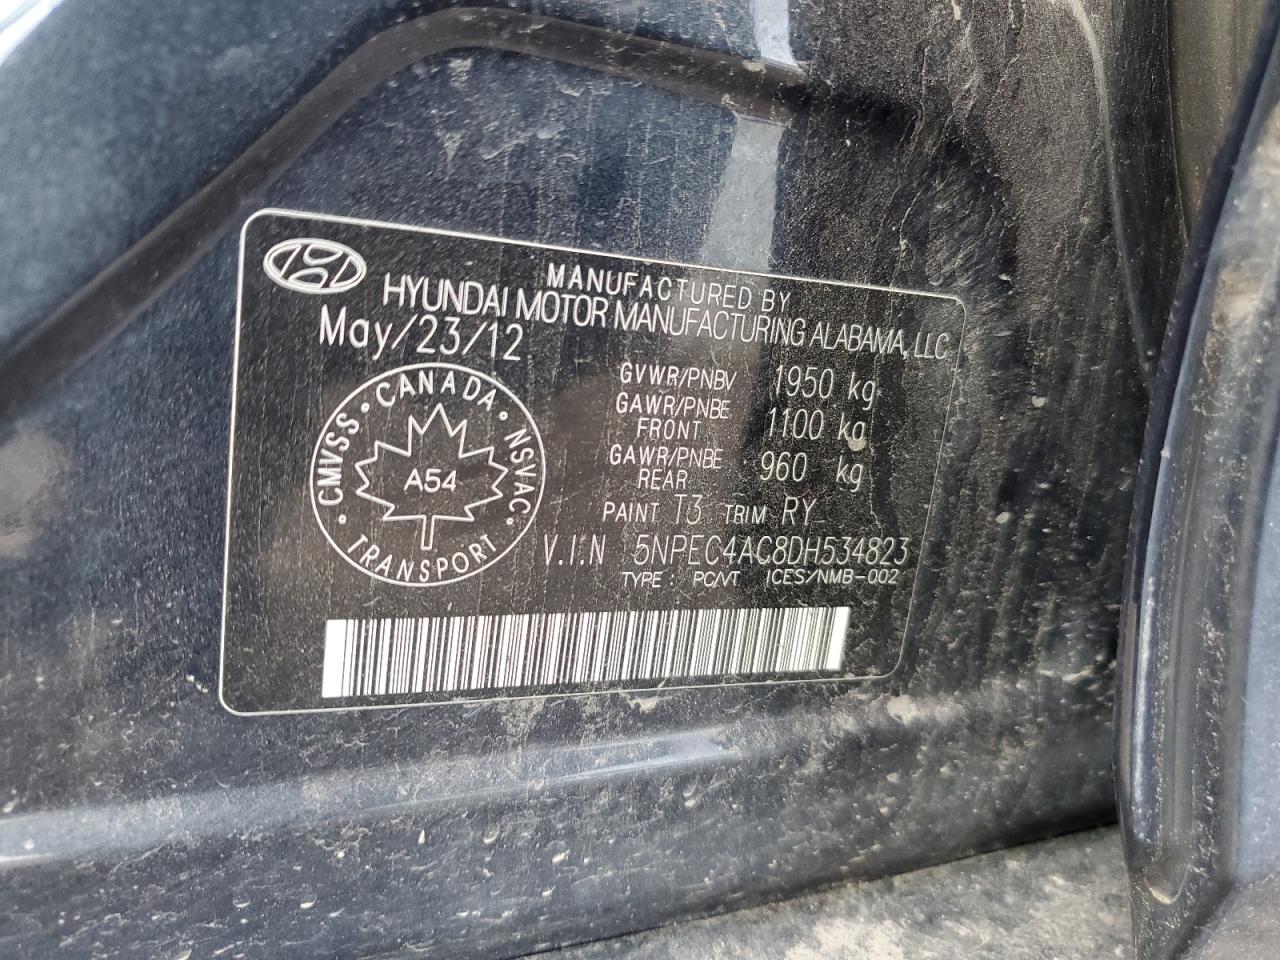 MANUFACTURED BY
HYUNDAI MOTOR MANUFACTURING ALABAMA, LLC
May/23/12
GVWR/PNBV 1950 kg
GAWR/PNBE FRONT 1100 kg
GAWR/PNBE REAR 960 kg
PAINT T3 TRIM RY
V.I.N 5NPEC4AC8DH534823
TYPE : PC/VT ICES/NMB-002
CMVSS · CANADA · NSVAC ·
A54
TRANSPORT